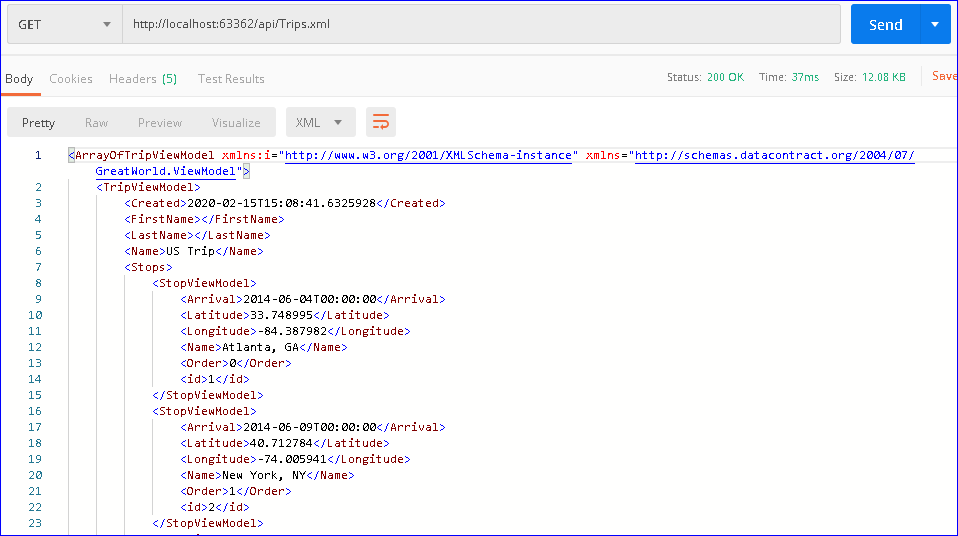 GET http://localhost:63362/api/Trips.xml Send
Body Cookies Headers (5) Test Results Status: 200 OK Time: 37ms Size: 12.08 KB Save
Pretty Raw Preview Visualize XML
1 <ArrayOfTripViewModel xmlns:i="http://www.w3.org/2001/XMLSchema-instance" xmlns="http://schemas.datacontract.org/2004/07/
GreatWorld.ViewModel">
2 <TripViewModel>
3 <Created>2020-02-15T15:08:41.6325928</Created>
4 <FirstName></FirstName>
5 <LastName></LastName>
6 <Name>US Trip</Name>
7 <Stops>
8 <StopViewModel>
9 <Arrival>2014-06-04T00:00:00</Arrival>
10 <Latitude>33.748995</Latitude>
11 <Longitude>-84.387982</Longitude>
12 <Name>Atlanta, GA</Name>
13 <Order>0</Order>
14 <id>1</id>
15 </StopViewModel>
16 <StopViewModel>
17 <Arrival>2014-06-09T00:00:00</Arrival>
18 <Latitude>40.712784</Latitude>
19 <Longitude>-74.005941</Longitude>
20 <Name>New York, NY</Name>
21 <Order>1</Order>
22 <id>2</id>
23 </StopViewModel>